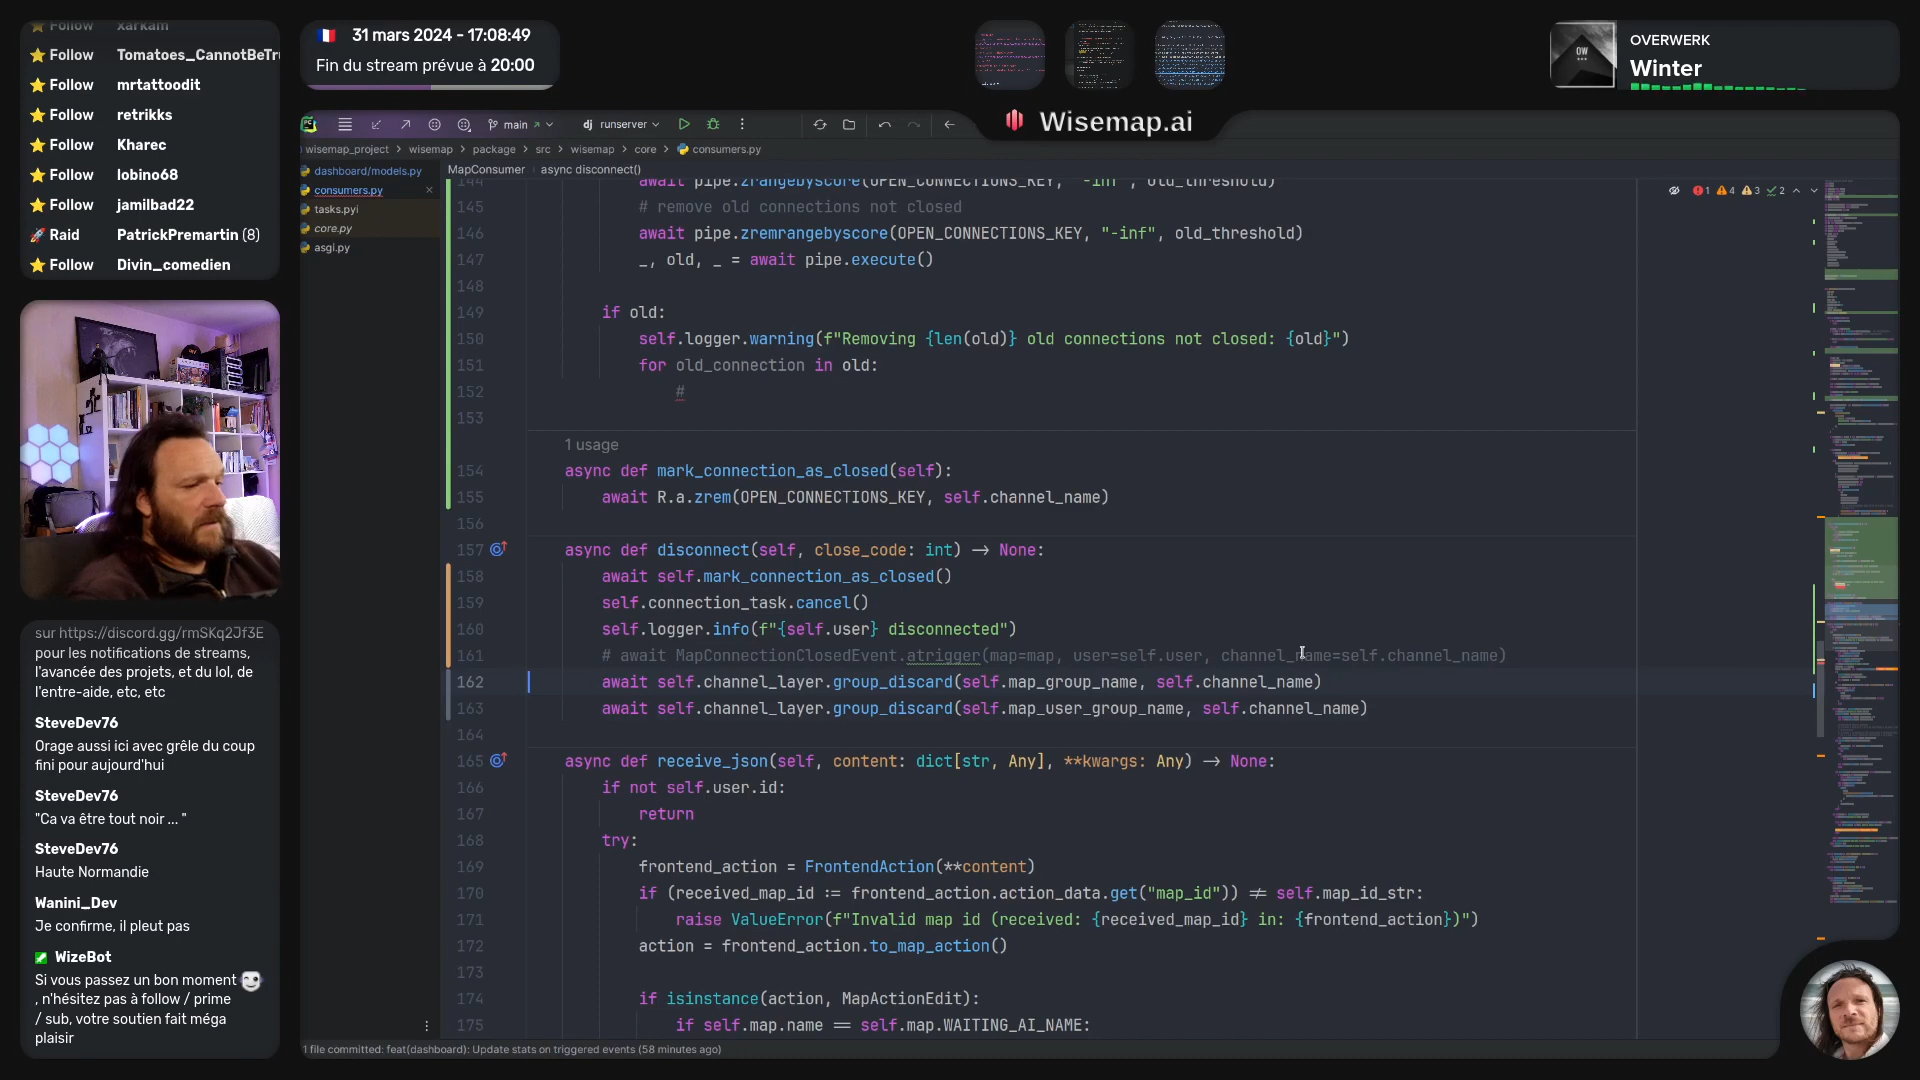 Follow xarkam
Follow Tomatoes_CannotBeTr
Follow mrtattoodit
Follow retrikks
Follow Kharec
Follow lobino68
Follow jamilbad22
Raid PatrickPremartin (8)
Follow Divin_comedien
31 mars 2024 - 17:08:49
Fin du stream prévue à 20:00
OW
OVERWERK
Winter
Wisemap.ai
main
dj runserver
wisemap_project > wisemap > package > src > wisemap > core > consumers.py
dashboard/models.py
consumers.py
tasks.pyi
core.py
asgi.py
MapConsumer async disconnect()
1 4 3 2
144 await pipe.zrangebyscore(OPEN_CONNECTIONS_KEY, "-inf", old_threshold)
145 # remove old connections not closed
146 await pipe.zremrangebyscore(OPEN_CONNECTIONS_KEY, "-inf", old_threshold)
147 _, old, _ = await pipe.execute()
148
149 if old:
150 self.logger.warning(f"Removing {len(old)} old connections not closed: {old}")
151 for old_connection in old:
152 #
153
1 usage
154 async def mark_connection_as_closed(self):
155 await R.a.zrem(OPEN_CONNECTIONS_KEY, self.channel_name)
156
157 async def disconnect(self, close_code: int) → None:
158 await self.mark_connection_as_closed()
159 self.connection_task.cancel()
160 self.logger.info(f"{self.user} disconnected")
161 # await MapConnectionClosedEvent.atrigger(map=map, user=self.user, channel_name=self.channel_name)
162 await self.channel_layer.group_discard(self.map_group_name, self.channel_name)
163 await self.channel_layer.group_discard(self.map_user_group_name, self.channel_name)
164
165 async def receive_json(self, content: dict[str, Any], **kwargs: Any) → None:
166 if not self.user.id:
167 return
168 try:
169 frontend_action = FrontendAction(**content)
170 if (received_map_id := frontend_action.action_data.get("map_id")) ≠ self.map_id_str:
171 raise ValueError(f"Invalid map id (received: {received_map_id} in: {frontend_action})")
172 action = frontend_action.to_map_action()
173
174 if isinstance(action, MapActionEdit):
175 if self.map.name == self.map.WAITING_AI_NAME:
1 file committed: feat(dashboard): Update stats on triggered events (58 minutes ago)
sur https://discord.gg/rmSKq2Jf3E
pour les notifications de streams,
l'avancée des projets, et du lol, de
l'entre-aide, etc, etc
SteveDev76
Orage aussi ici avec grêle du coup
fini pour aujourd'hui
SteveDev76
"Ca va être tout noir ... "
SteveDev76
Haute Normandie
Wanini_Dev
Je confirme, il pleut pas
WizeBot
Si vous passez un bon moment
, n'hésitez pas à follow / prime
/ sub, votre soutien fait méga
plaisir